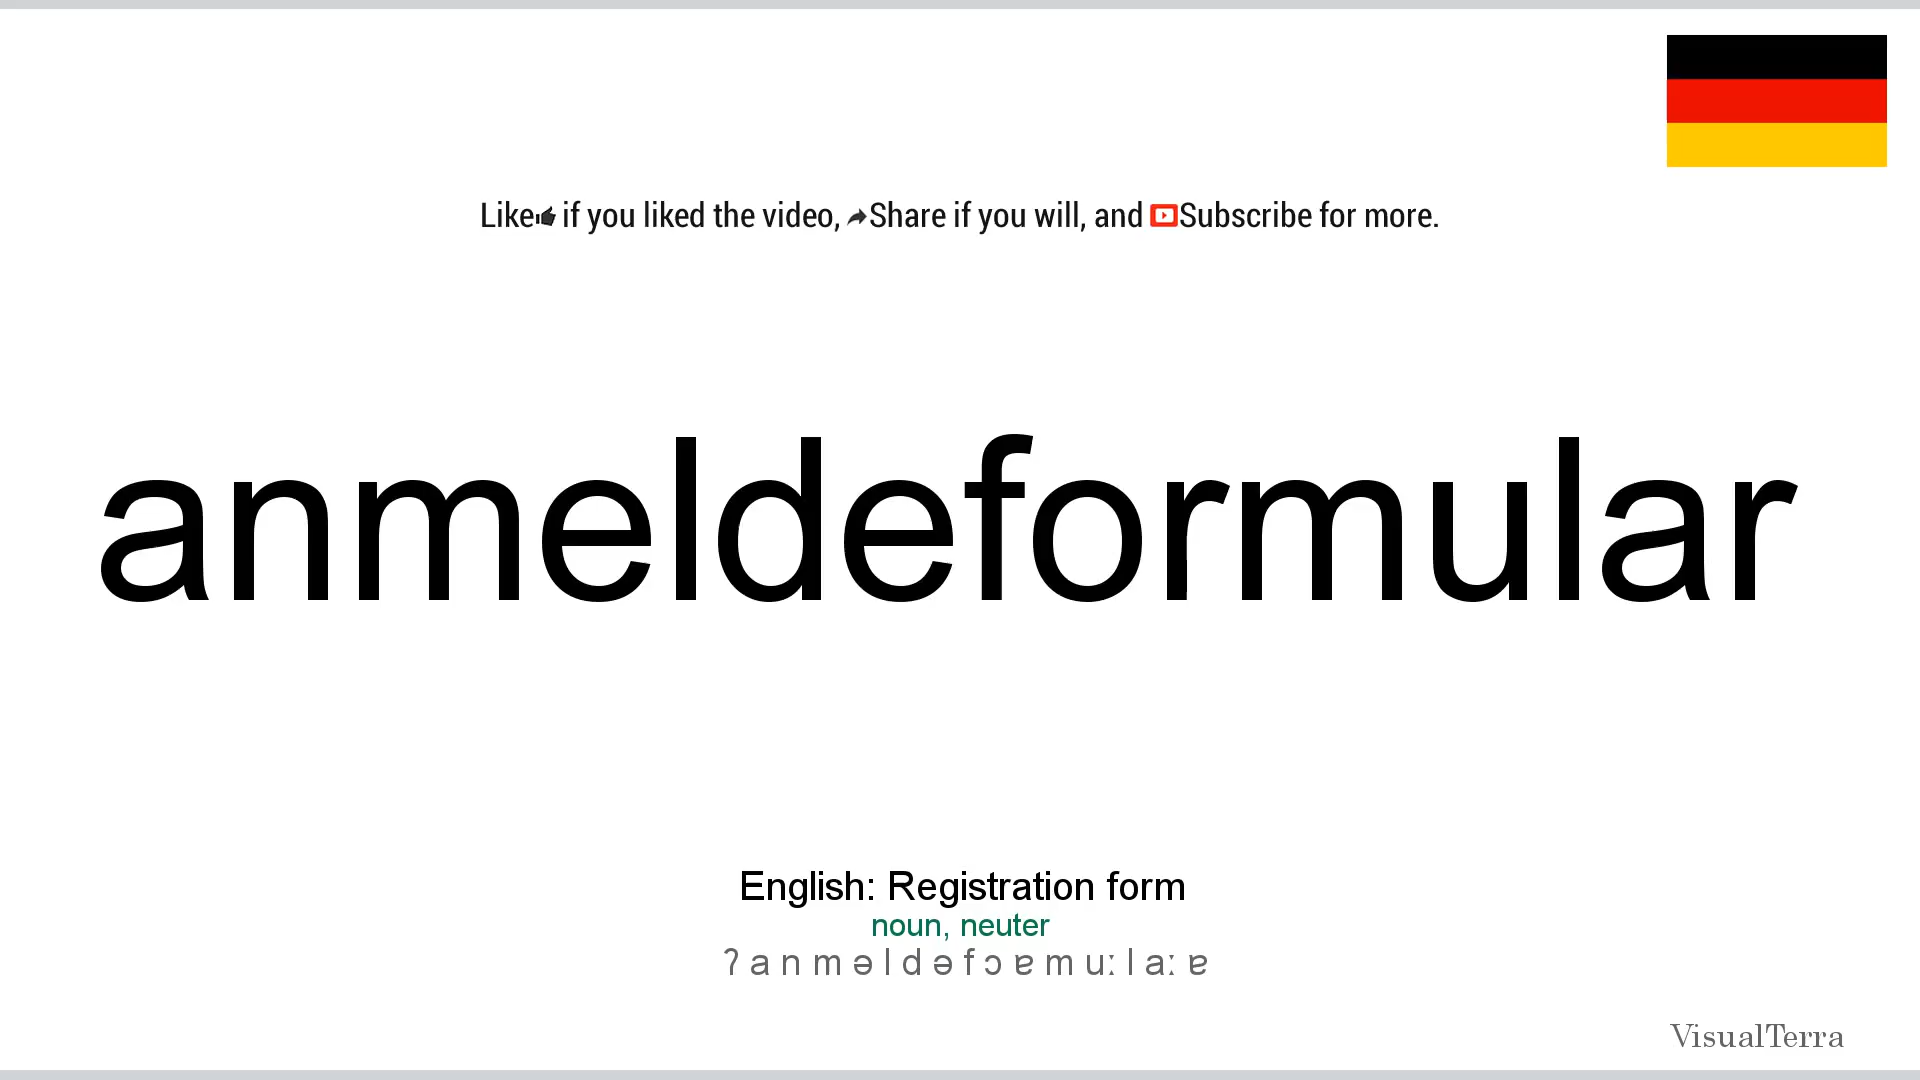 Like if you liked the video, Share if you will, and Subscribe for more.
anmeldeformular
English: Registration form
noun, neuter
ʔ a n m ə l d ə f ɔ ɐ m uː l aː ɐ
VisualTerra